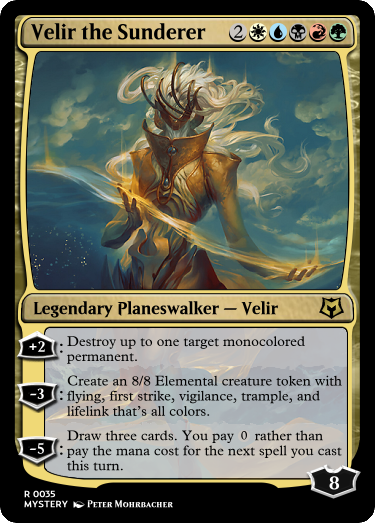 Velir the Sunderer 2
Legendary Planeswalker — Velir
+2: Destroy up to one target monocolored
permanent.
-3: Create an 8/8 Elemental creature token with
flying, first strike, vigilance, trample, and
lifelink that's all colors.
-5: Draw three cards. You pay 0 rather than
pay the mana cost for the next spell you cast
this turn.
8
R 0035
MYSTERY Peter Mohrbacher